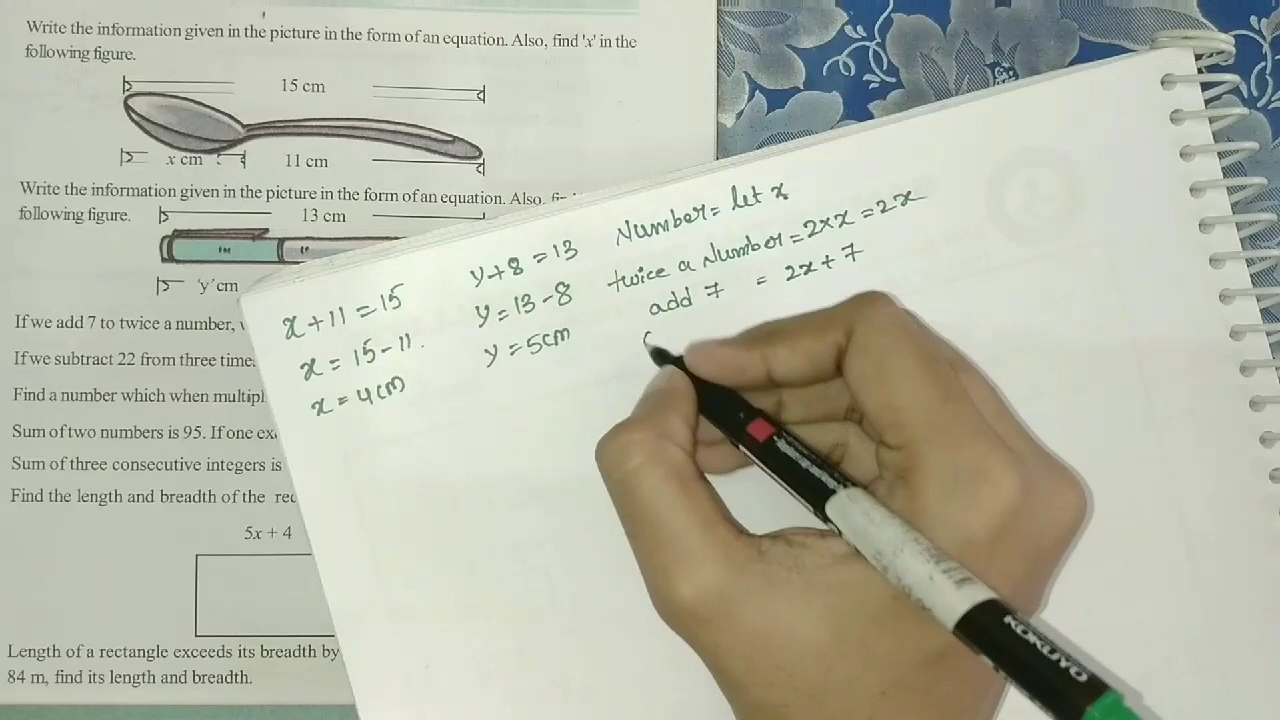 Write the information given in the picture in the form of an equation. Also, find 'x' in the
following figure.
15 cm
x cm
11 cm
Write the information given in the picture in the form of an equation. Also,
following figure.
13 cm
'y' cm
If we add 7 to twice a number,
If we subtract 22 from three
Find a number which when
Sum of two numbers is 95. If one
Sum of three consecutive integers is
Find the length and breadth of the
5x + 4
Length of a rectangle exceeds its breadth by
84 m, find its length and breadth.
x + 11 = 15
x = 15 - 11.
x = 4cm
y + 8 = 13
y = 13 - 8
y = 5cm
Number = let x
twice a Number = 2×x = 2x
add 7 = 2x + 7
KOKUYO